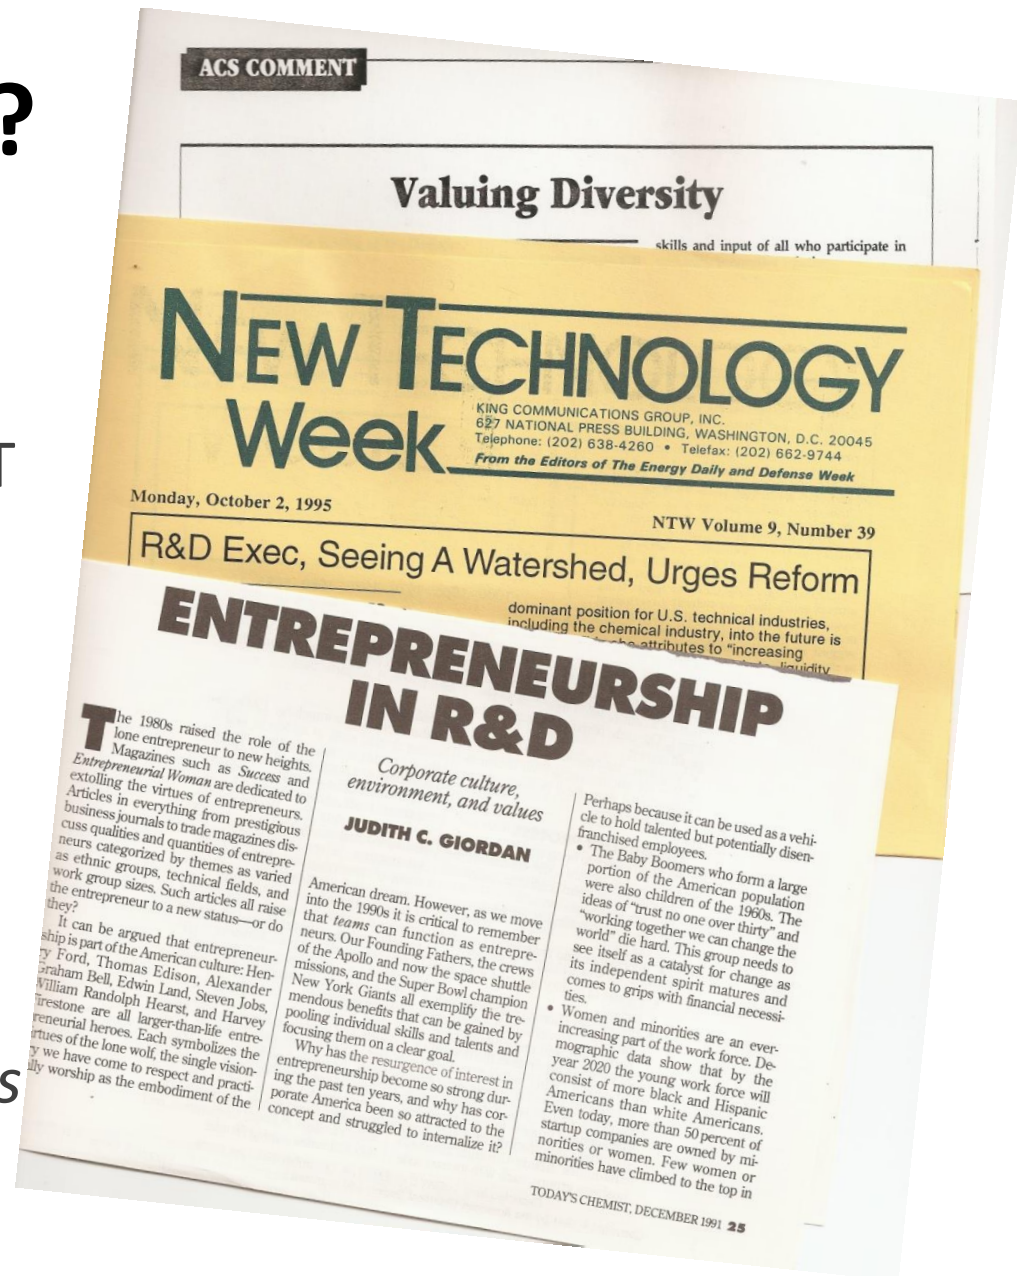 ?
T
s
ACS COMMENT
Valuing Diversity
skills and input of all who participate in
NEW TECHNOLOGY
Week
KING COMMUNICATIONS GROUP, INC.
627 NATIONAL PRESS BUILDING, WASHINGTON, D.C. 20045
Telephone: (202) 638-4260 • Telefax: (202) 662-9744
From the Editors of The Energy Daily and Defense Week
Monday, October 2, 1995
NTW Volume 9, Number 39
R&D Exec, Seeing A Watershed, Urges Reform
dominant position for U.S. technical industries,
including the chemical industry, into the future is
she attributes to "increasing
liquidity
ENTREPRENEURSHIP
IN R&D
Corporate culture,
environment, and values
JUDITH C. GIORDAN
The 1980s raised the role of the
lone entrepreneur to new heights.
Magazines such as Success and
Entrepreneurial Woman are dedicated to
extolling the virtues of entrepreneurs.
Articles in everything from prestigious
business journals to trade magazines dis-
cuss qualities and quantities of entrepre-
neurs categorized by themes as varied
as ethnic groups, technical fields, and
work group sizes. Such articles all raise
the entrepreneur to a new status—or do
they?
It can be argued that entrepreneur-
ship is part of the American culture: Hen-
ry Ford, Thomas Edison, Alexander
Graham Bell, Edwin Land, Steven Jobs,
William Randolph Hearst, and Harvey
Firestone are all larger-than-life entre-
preneurial heroes. Each symbolizes the
virtues of the lone wolf, the single vision-
ry we have come to respect and practi-
lly worship as the embodiment of the
American dream. However, as we move
into the 1990s it is critical to remember
that teams can function as entrepre-
neurs. Our Founding Fathers, the crews
of the Apollo and now the space shuttle
missions, and the Super Bowl champion
New York Giants all exemplify the tre-
mendous benefits that can be gained by
pooling individual skills and talents and
focusing them on a clear goal.
Why has the resurgence of interest in
entrepreneurship become so strong dur-
ing the past ten years, and why has cor-
porate America been so attracted to the
concept and struggled to internalize it?
Perhaps because it can be used as a vehi-
cle to hold talented but potentially disen-
franchised employees.
• The Baby Boomers who form a large
portion of the American population
were also children of the 1960s. The
ideas of "trust no one over thirty" and
"working together we can change the
world" die hard. This group needs to
see itself as a catalyst for change as
its independent spirit matures and
comes to grips with financial necessi-
ties.
• Women and minorities are an ever-
increasing part of the work force. De-
mographic data show that by the
year 2020 the young work force will
consist of more black and Hispanic
Americans than white Americans.
Even today, more than 50 percent of
startup companies are owned by mi-
norities or women. Few women or
minorities have climbed to the top in
TODAY'S CHEMIST, DECEMBER 1991 25